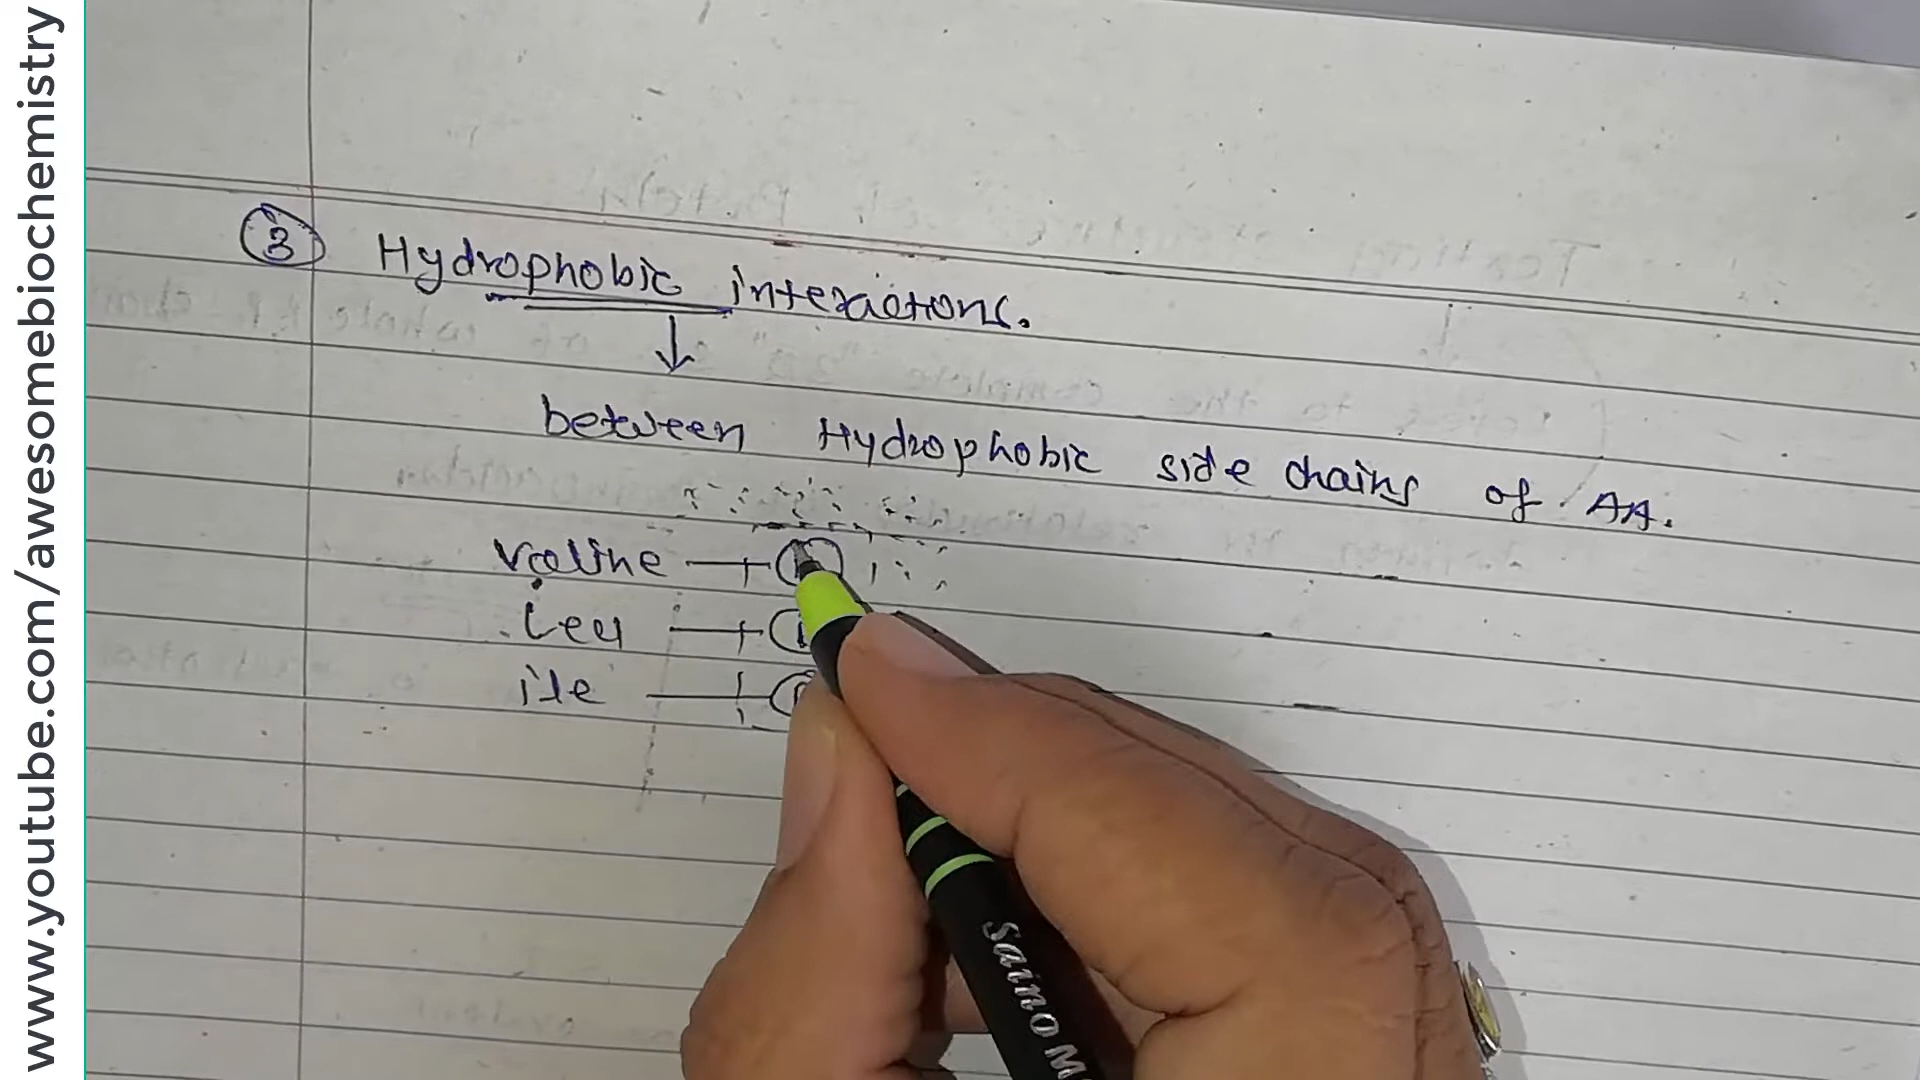 www.youtube.com/awesomebiochemistry
3 Hydrophobic interactions.
↓
between Hydrophobic side chains of AA.
Valine
Leu
ile
Saino